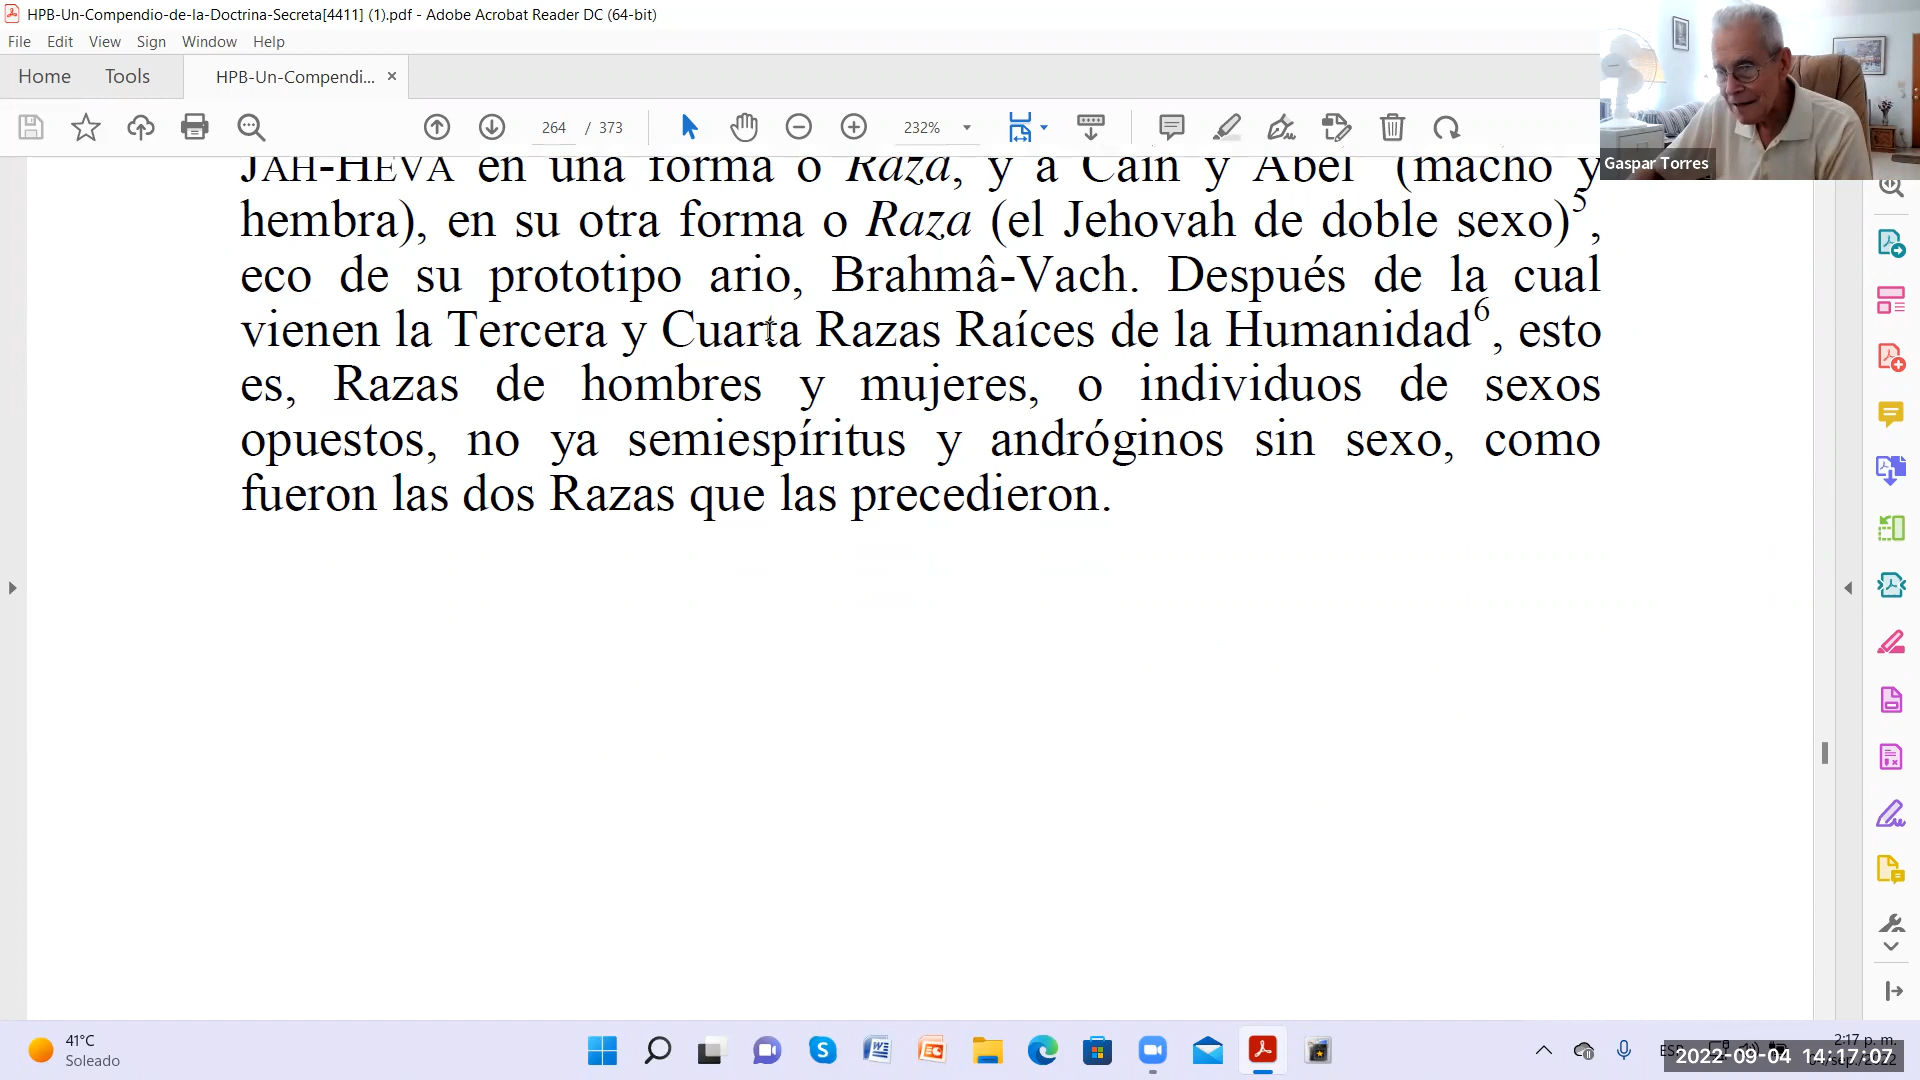 HPB-Un-Compendio-de-la-Doctrina-Secreta[4411] (1).pdf - Adobe Acrobat Reader DC (64-bit)
File Edit View Sign Window Help
Home Tools HPB-Un-Compendi... ×
264 / 373 232%
Gaspar Torres
JAH-HEVA en una forma o Raza, y a Caín y Abel (macho y
hembra), en su otra forma o Raza (el Jehovah de doble sexo)5,
eco de su prototipo ario, Brahmâ-Vach. Después de la cual
vienen la Tercera y Cuarta Razas Raíces de la Humanidad6, esto
es, Razas de hombres y mujeres, o individuos de sexos
opuestos, no ya semiespíritus y andróginos sin sexo, como
fueron las dos Razas que las precedieron.
41°C
Soleado
2:17 p. m.
2022-09-04 14:17:07